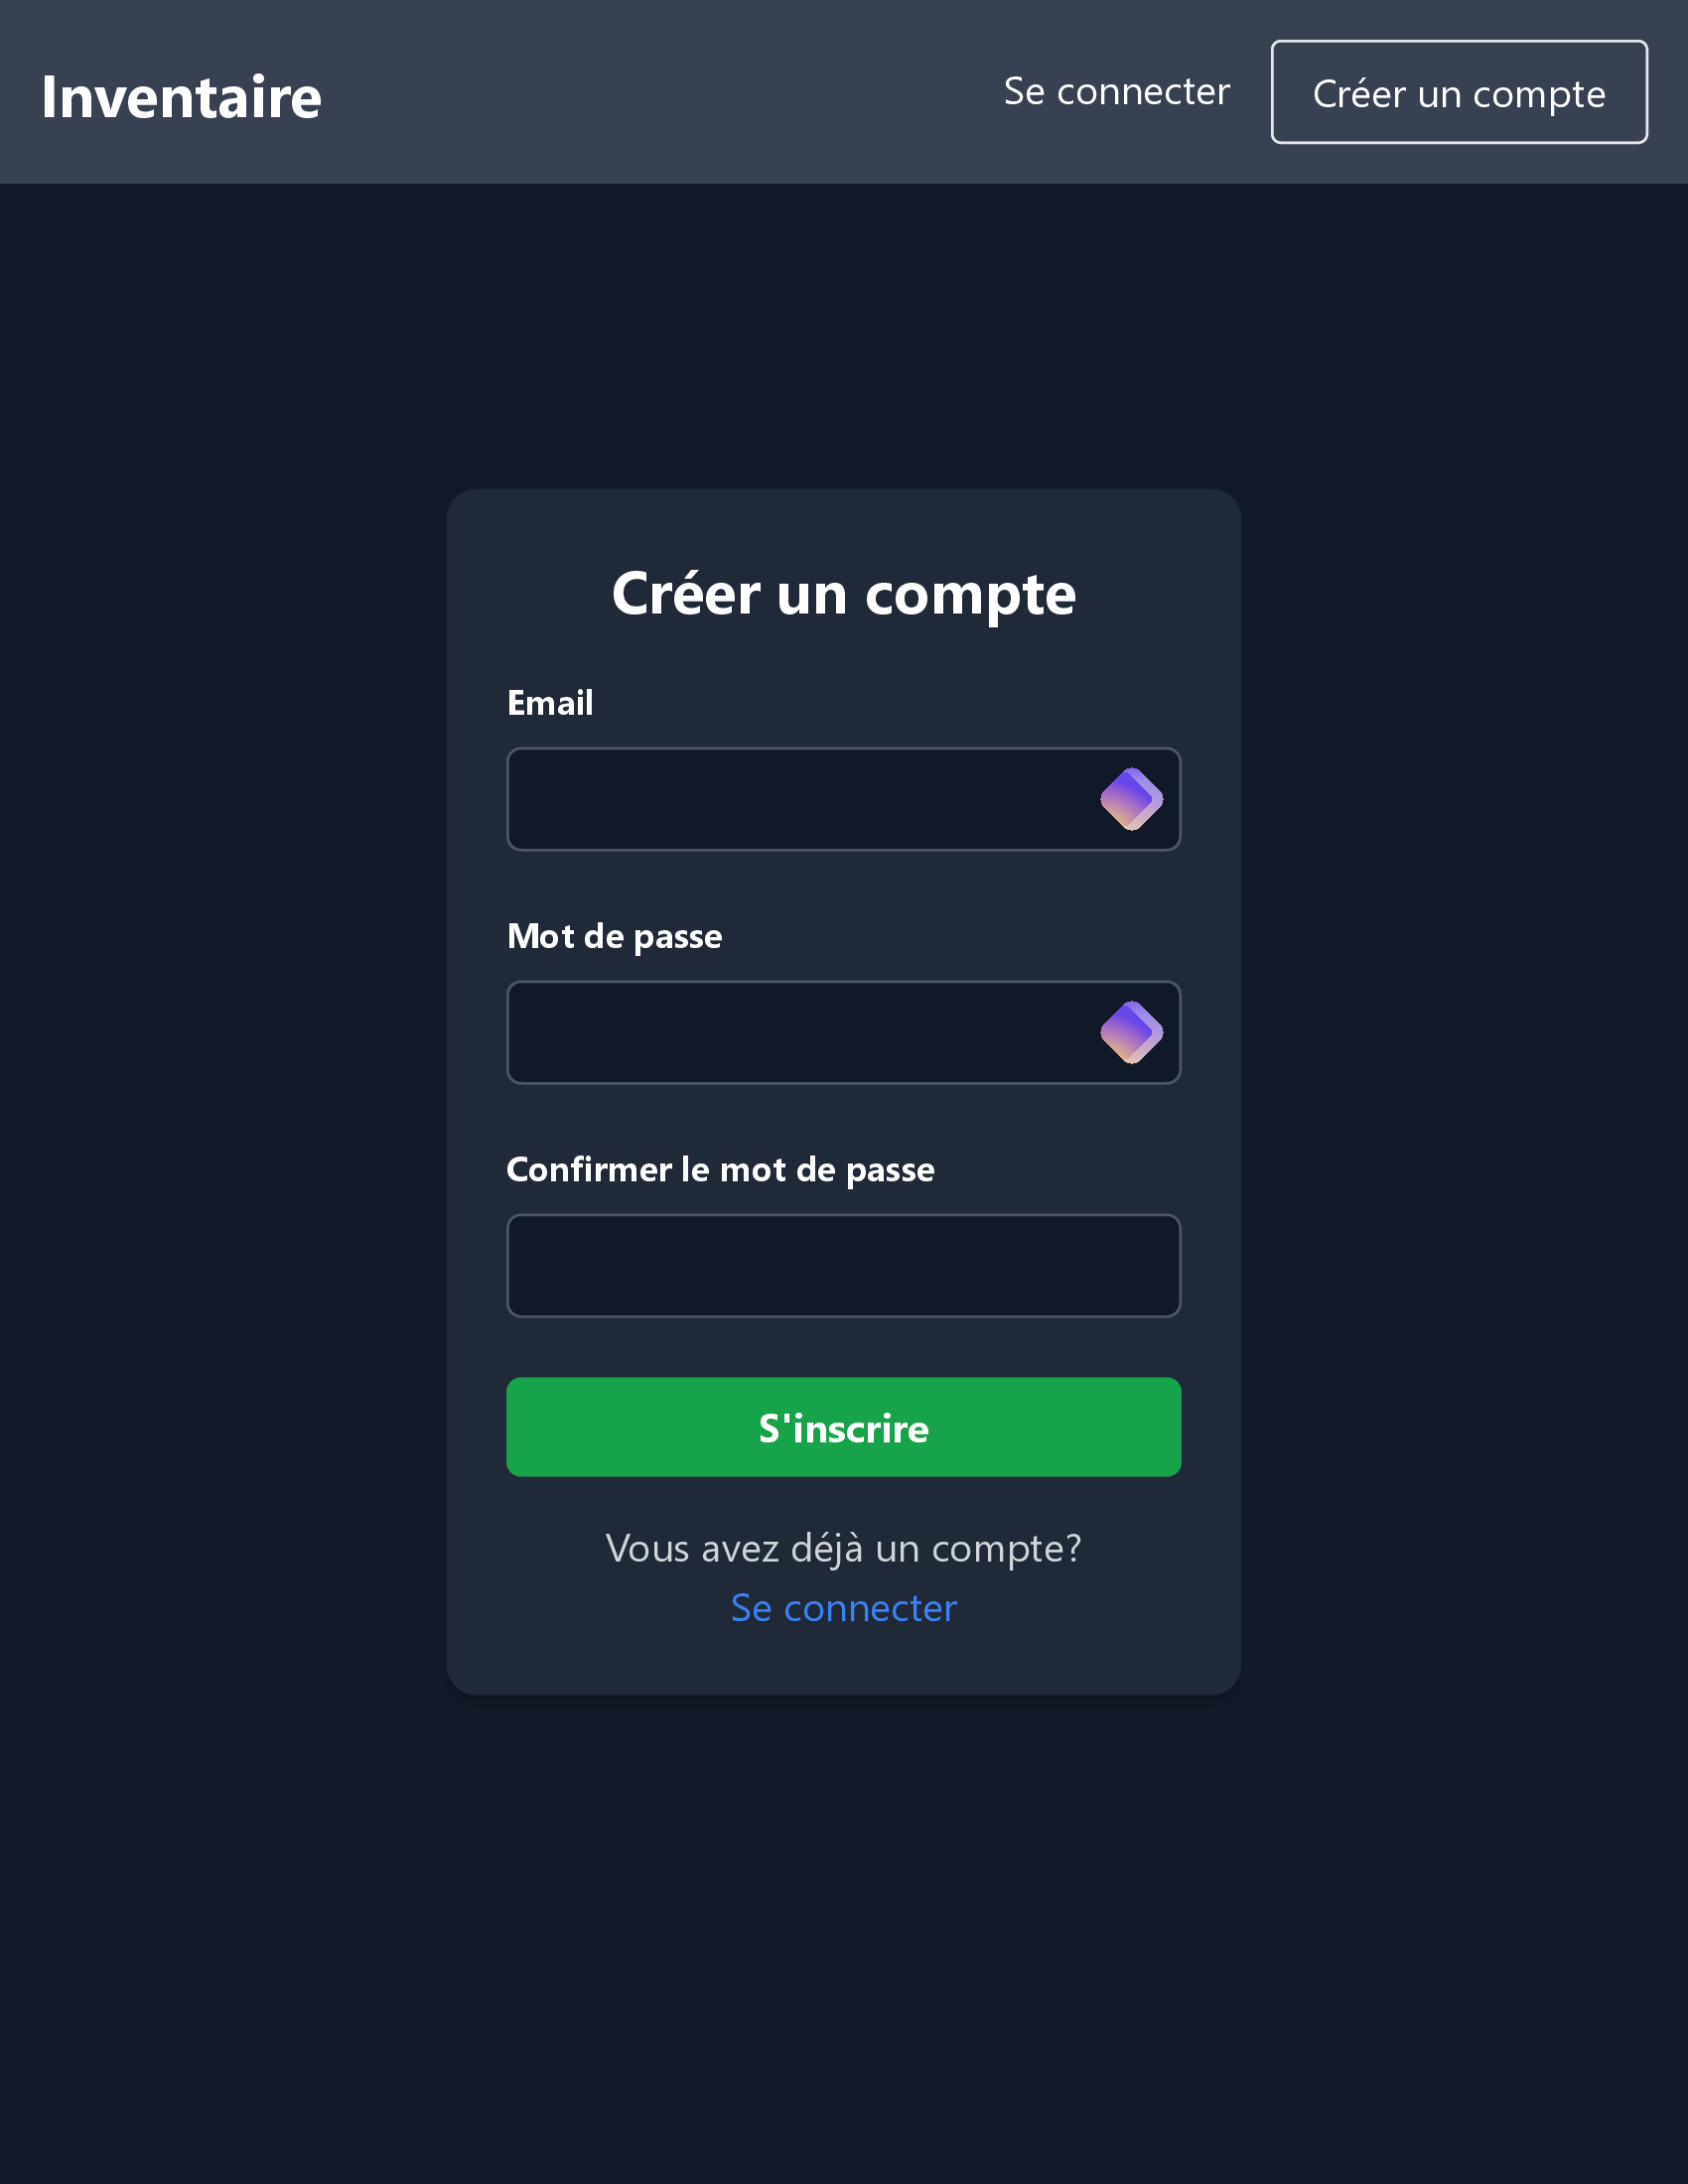 Inventaire
Se connecter
Créer un compte
Créer un compte
Email
Mot de passe
Confirmer le mot de passe
S'inscrire
Vous avez déjà un compte?
Se connecter